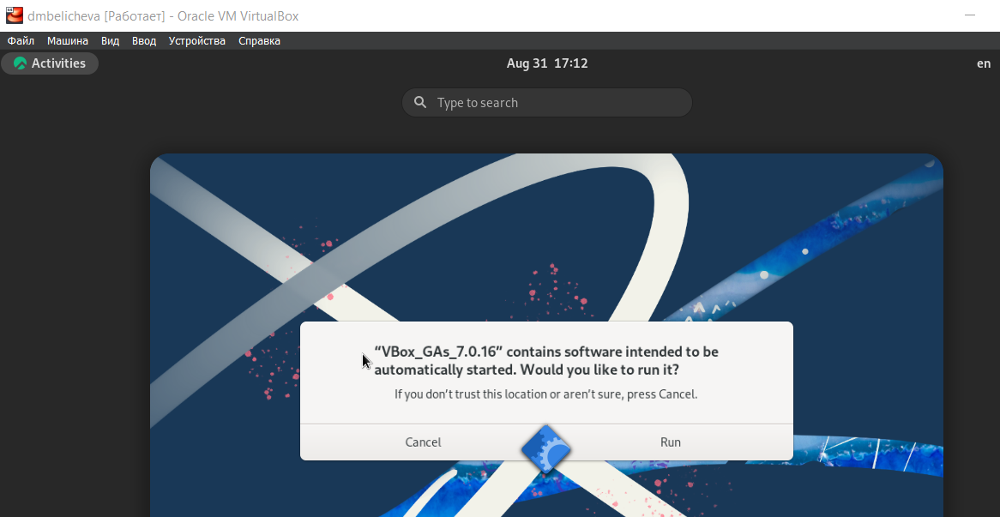 dmbelicheva [Работает] - Oracle VM VirtualBox
Файл Машина Вид Ввод Устройства Справка
Activities Aug 31 17:12 en
Type to search
“VBox_GAs_7.0.16” contains software intended to be
automatically started. Would you like to run it?
If you don’t trust this location or aren’t sure, press Cancel.
Cancel Run